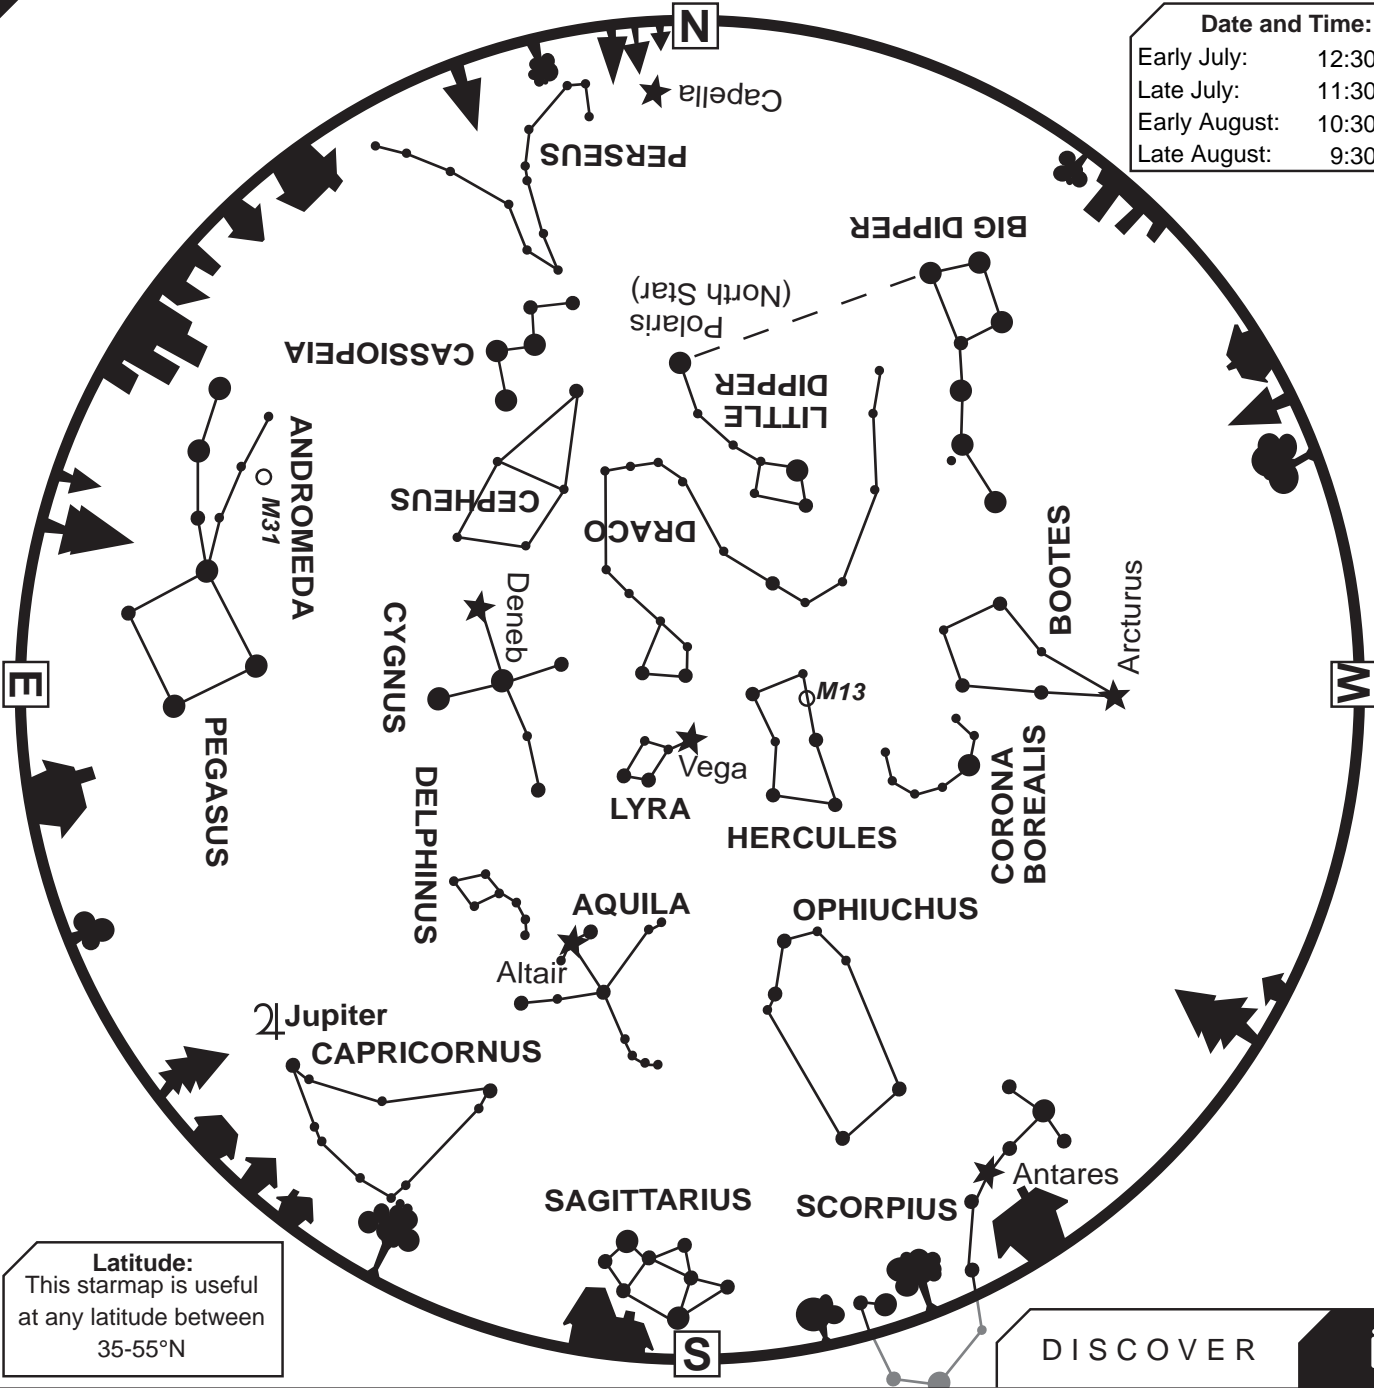 N
Date and Time:
Early July: 12:30
Late July: 11:30
Early August: 10:30
Late August: 9:30
Capella
PERSEUS
BIG DIPPER
Polaris
(North Star)
CASSIOPEIA
LITTLE
DIPPER
ANDROMEDA
M31
CEPHEUS
DRACO
BOOTES
Arcturus
Deneb
CYGNUS
E
W
M13
PEGASUS
Vega
LYRA
HERCULES
CORONA
BOREALIS
DELPHINUS
AQUILA
Altair
OPHIUCHUS
♃ Jupiter
CAPRICORNUS
Antares
SAGITTARIUS
SCORPIUS
Latitude:
This starmap is useful
at any latitude between
35-55°N
S
DISCOVER